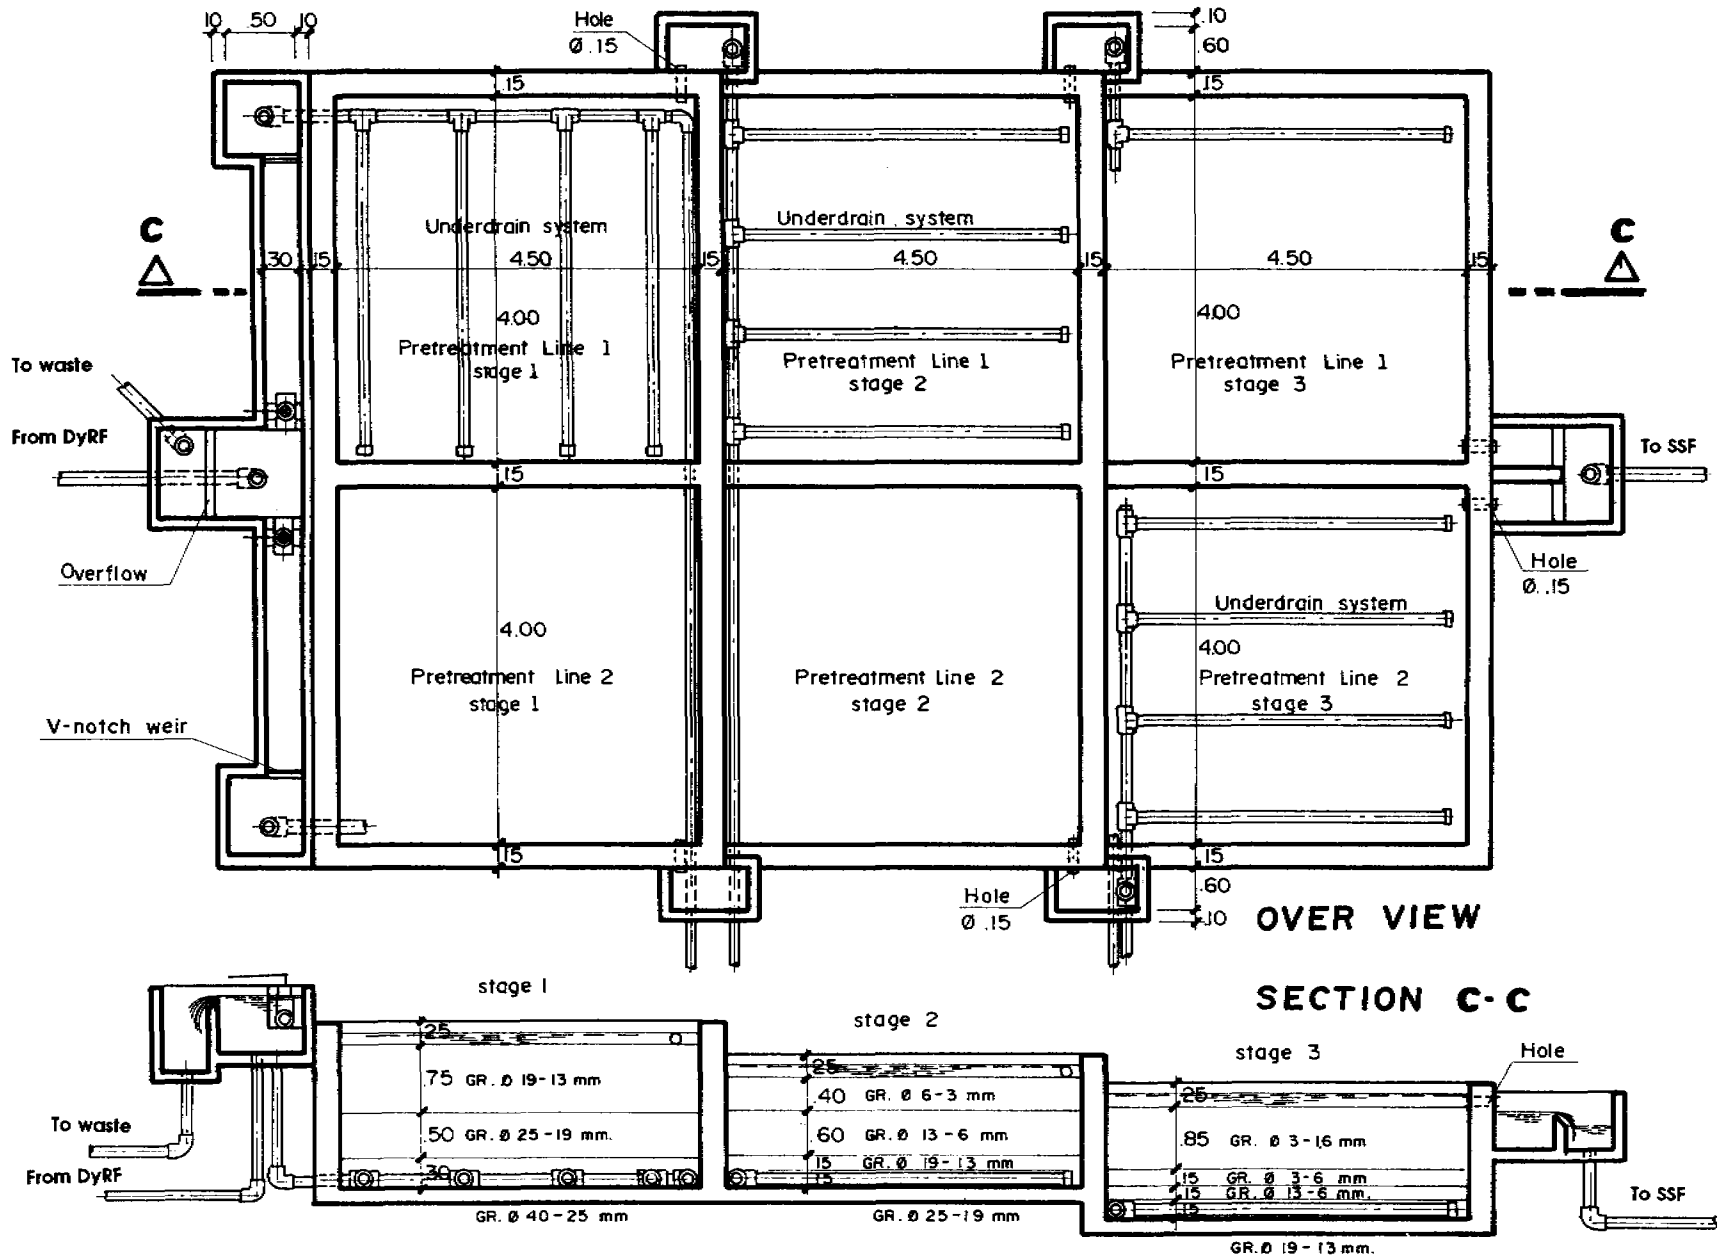 10 .50 10
Hole
Ø .15
.10
.60
.15
.15
C
C
Underdrain system
Underdrain system
.30 .15 4.50 .15 4.50 .15 4.50 .15
4.00
4.00
Pretreatment Line 1
stage 1
Pretreatment Line 1
stage 2
Pretreatment Line 1
stage 3
To waste
From DyRF
To SSF
.15
.15
Overflow
Hole
Ø .15
Underdrain system
4.00
4.00
Pretreatment Line 2
stage 1
Pretreatment Line 2
stage 2
Pretreatment Line 2
stage 3
V-notch weir
.15
.15
.60
.10
Hole
Ø .15
OVER VIEW
SECTION C-C
stage 1
stage 2
stage 3
Hole
.25
.75 GR. Ø 19-13 mm
.50 GR. Ø 25-19 mm.
.30
GR. Ø 40-25 mm
.25
.40 GR. Ø 6-3 mm
.60 GR. Ø 13-6 mm
.15 GR. Ø 19-13 mm
.15
GR. Ø 25-19 mm
.25
.85 GR. Ø 3-1,6 mm
.15 GR. Ø 3-6 mm
.15 GR. Ø 13-6 mm.
.15
GR. Ø 19-13 mm.
To waste
From DyRF
To SSF